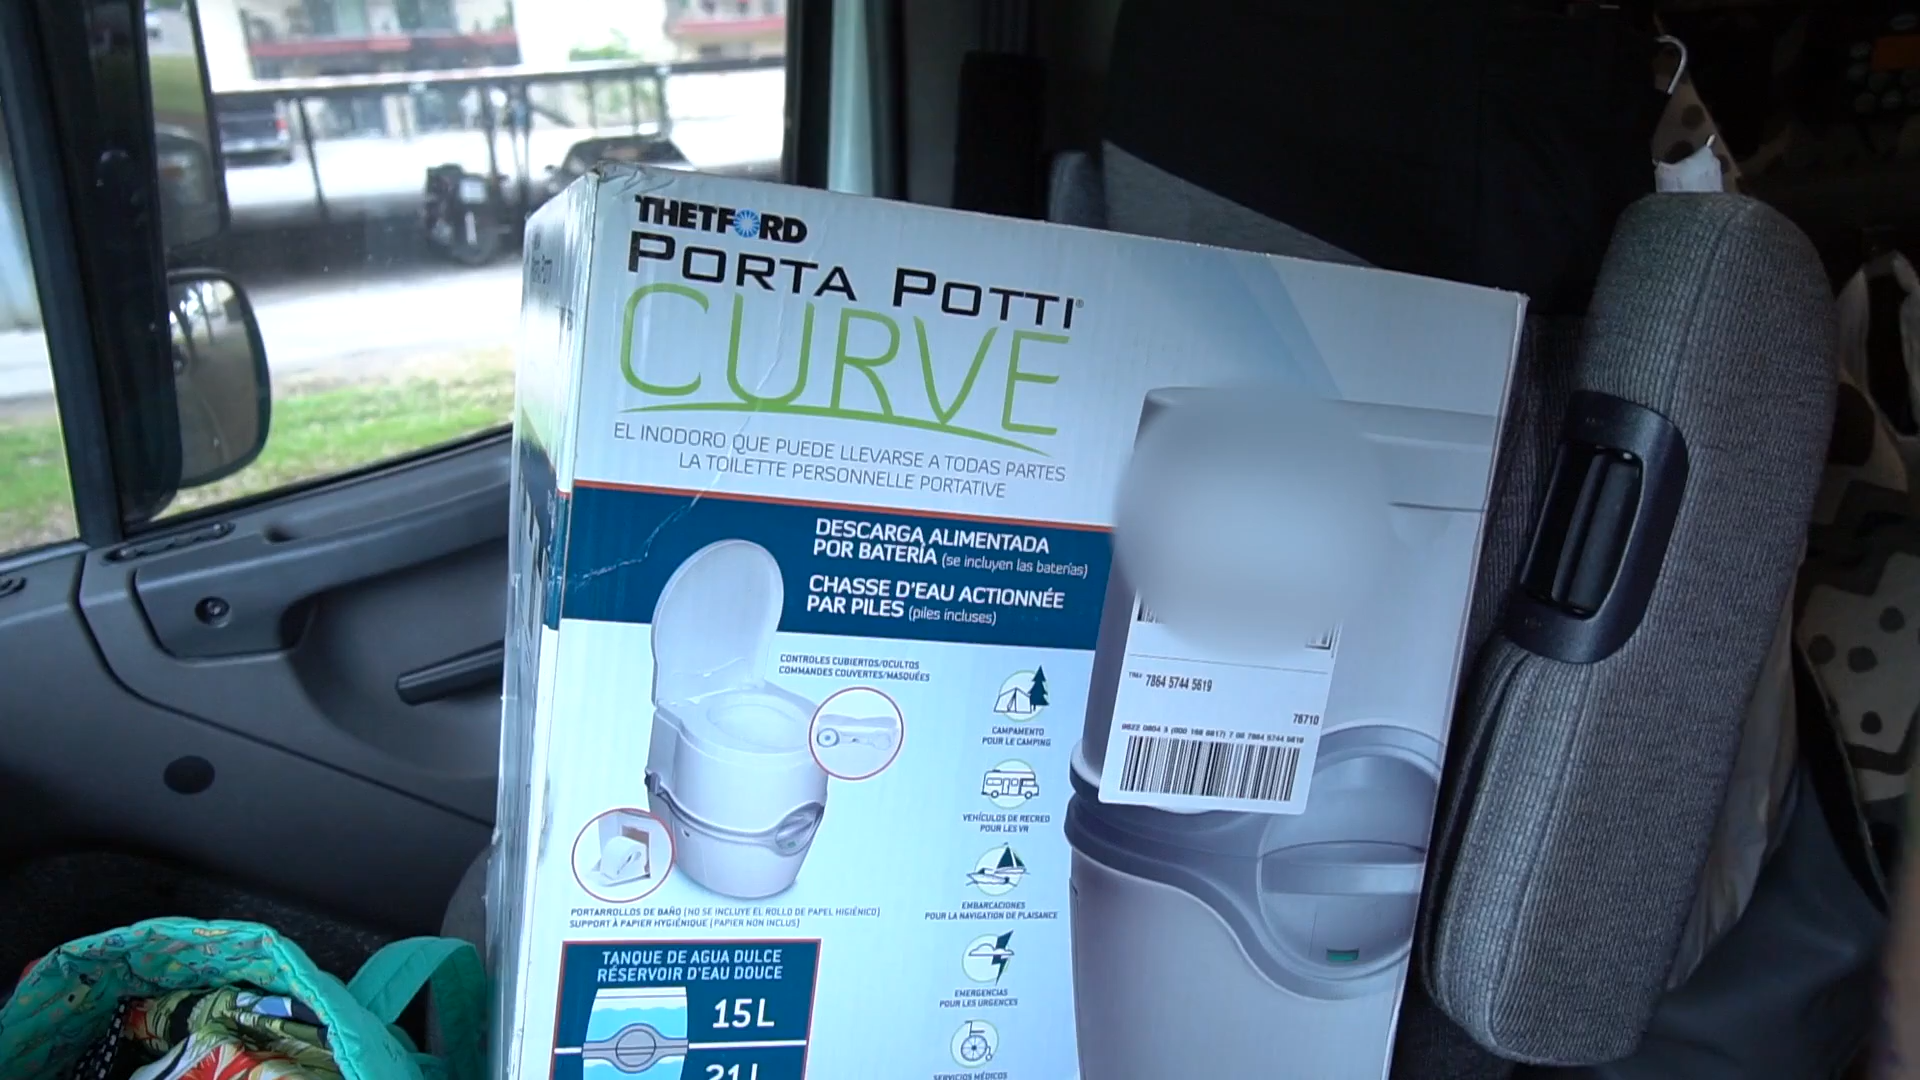 THETFORD
PORTA POTTI®
CURVE
EL INODORO QUE PUEDE LLEVARSE A TODAS PARTES
LA TOILETTE PERSONNELLE PORTATIVE
DESCARGA ALIMENTADA
POR BATERÍA (se incluyen las baterías)
CHASSE D'EAU ACTIONNÉE
PAR PILES (piles incluses)
CONTROLES CUBIERTOS/OCULTOS
COMMANDES COUVERTES/MASQUÉES
CAMPAMENTO
POUR LE CAMPING
VEHÍCULOS DE RECREO
POUR LES VR
EMBARCACIONES
POUR LA NAVIGATION DE PLAISANCE
EMERGENCIAS
POUR LES URGENCES
SERVICIOS MÉDICOS
PORTARROLLOS DE BAÑO (NO SE INCLUYE EL ROLLO DE PAPEL HIGIÉNICO)
SUPPORT À PAPIER HYGIÉNIQUE (PAPIER NON INCLUS)
TANQUE DE AGUA DULCE
RÉSERVOIR D'EAU DOUCE
15L
21L
TRK# 7864 5744 5619
78710